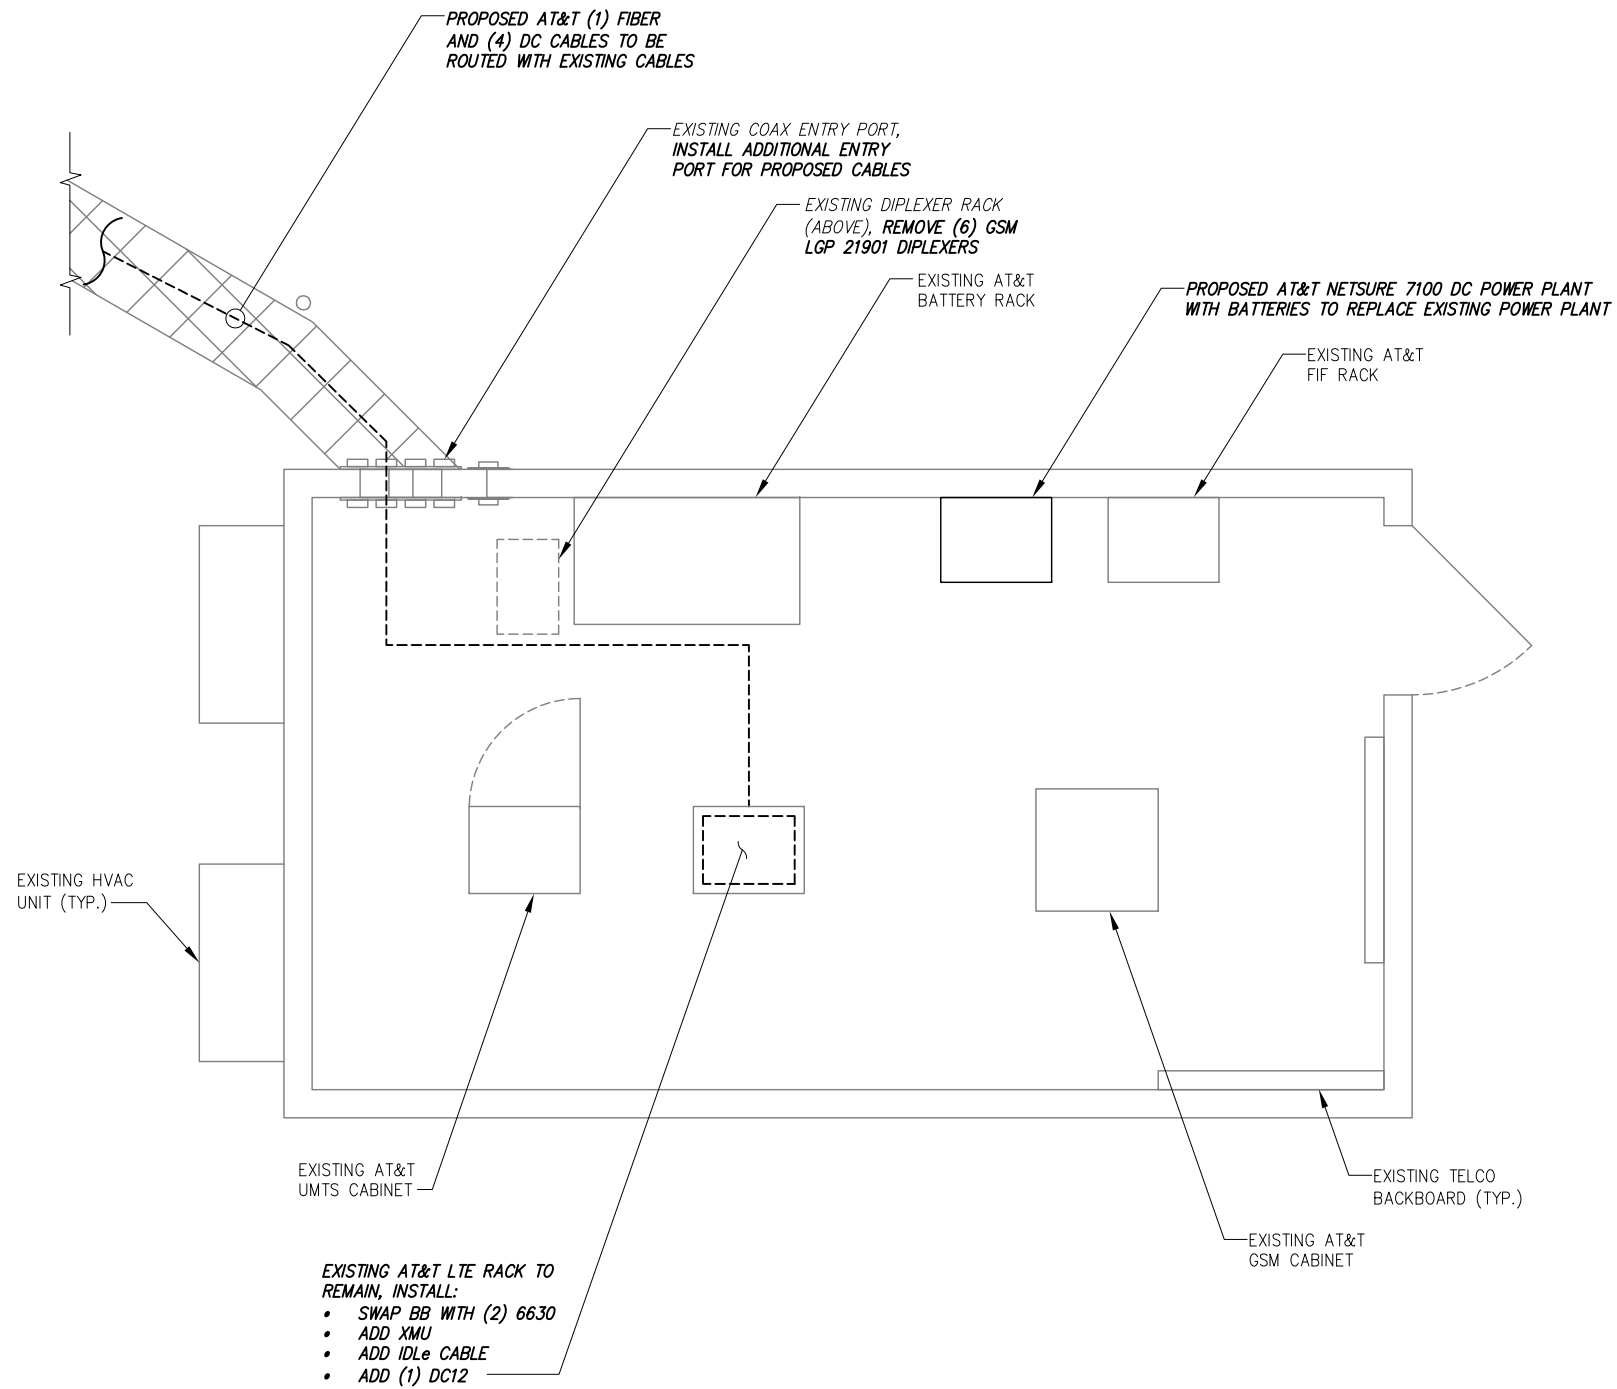 PROPOSED AT&T (1) FIBER
AND (4) DC CABLES TO BE
ROUTED WITH EXISTING CABLES
EXISTING COAX ENTRY PORT,
INSTALL ADDITIONAL ENTRY
PORT FOR PROPOSED CABLES
EXISTING DIPLEXER RACK
(ABOVE), REMOVE (6) GSM
LGP 21901 DIPLEXERS
EXISTING AT&T
BATTERY RACK
PROPOSED AT&T NETSURE 7100 DC POWER PLANT
WITH BATTERIES TO REPLACE EXISTING POWER PLANT
EXISTING AT&T
FIF RACK
EXISTING HVAC
UNIT (TYP.)
EXISTING AT&T
UMTS CABINET
EXISTING TELCO
BACKBOARD (TYP.)
EXISTING AT&T
GSM CABINET
EXISTING AT&T LTE RACK TO
REMAIN, INSTALL:
• SWAP BB WITH (2) 6630
• ADD XMU
• ADD IDLe CABLE
• ADD (1) DC12